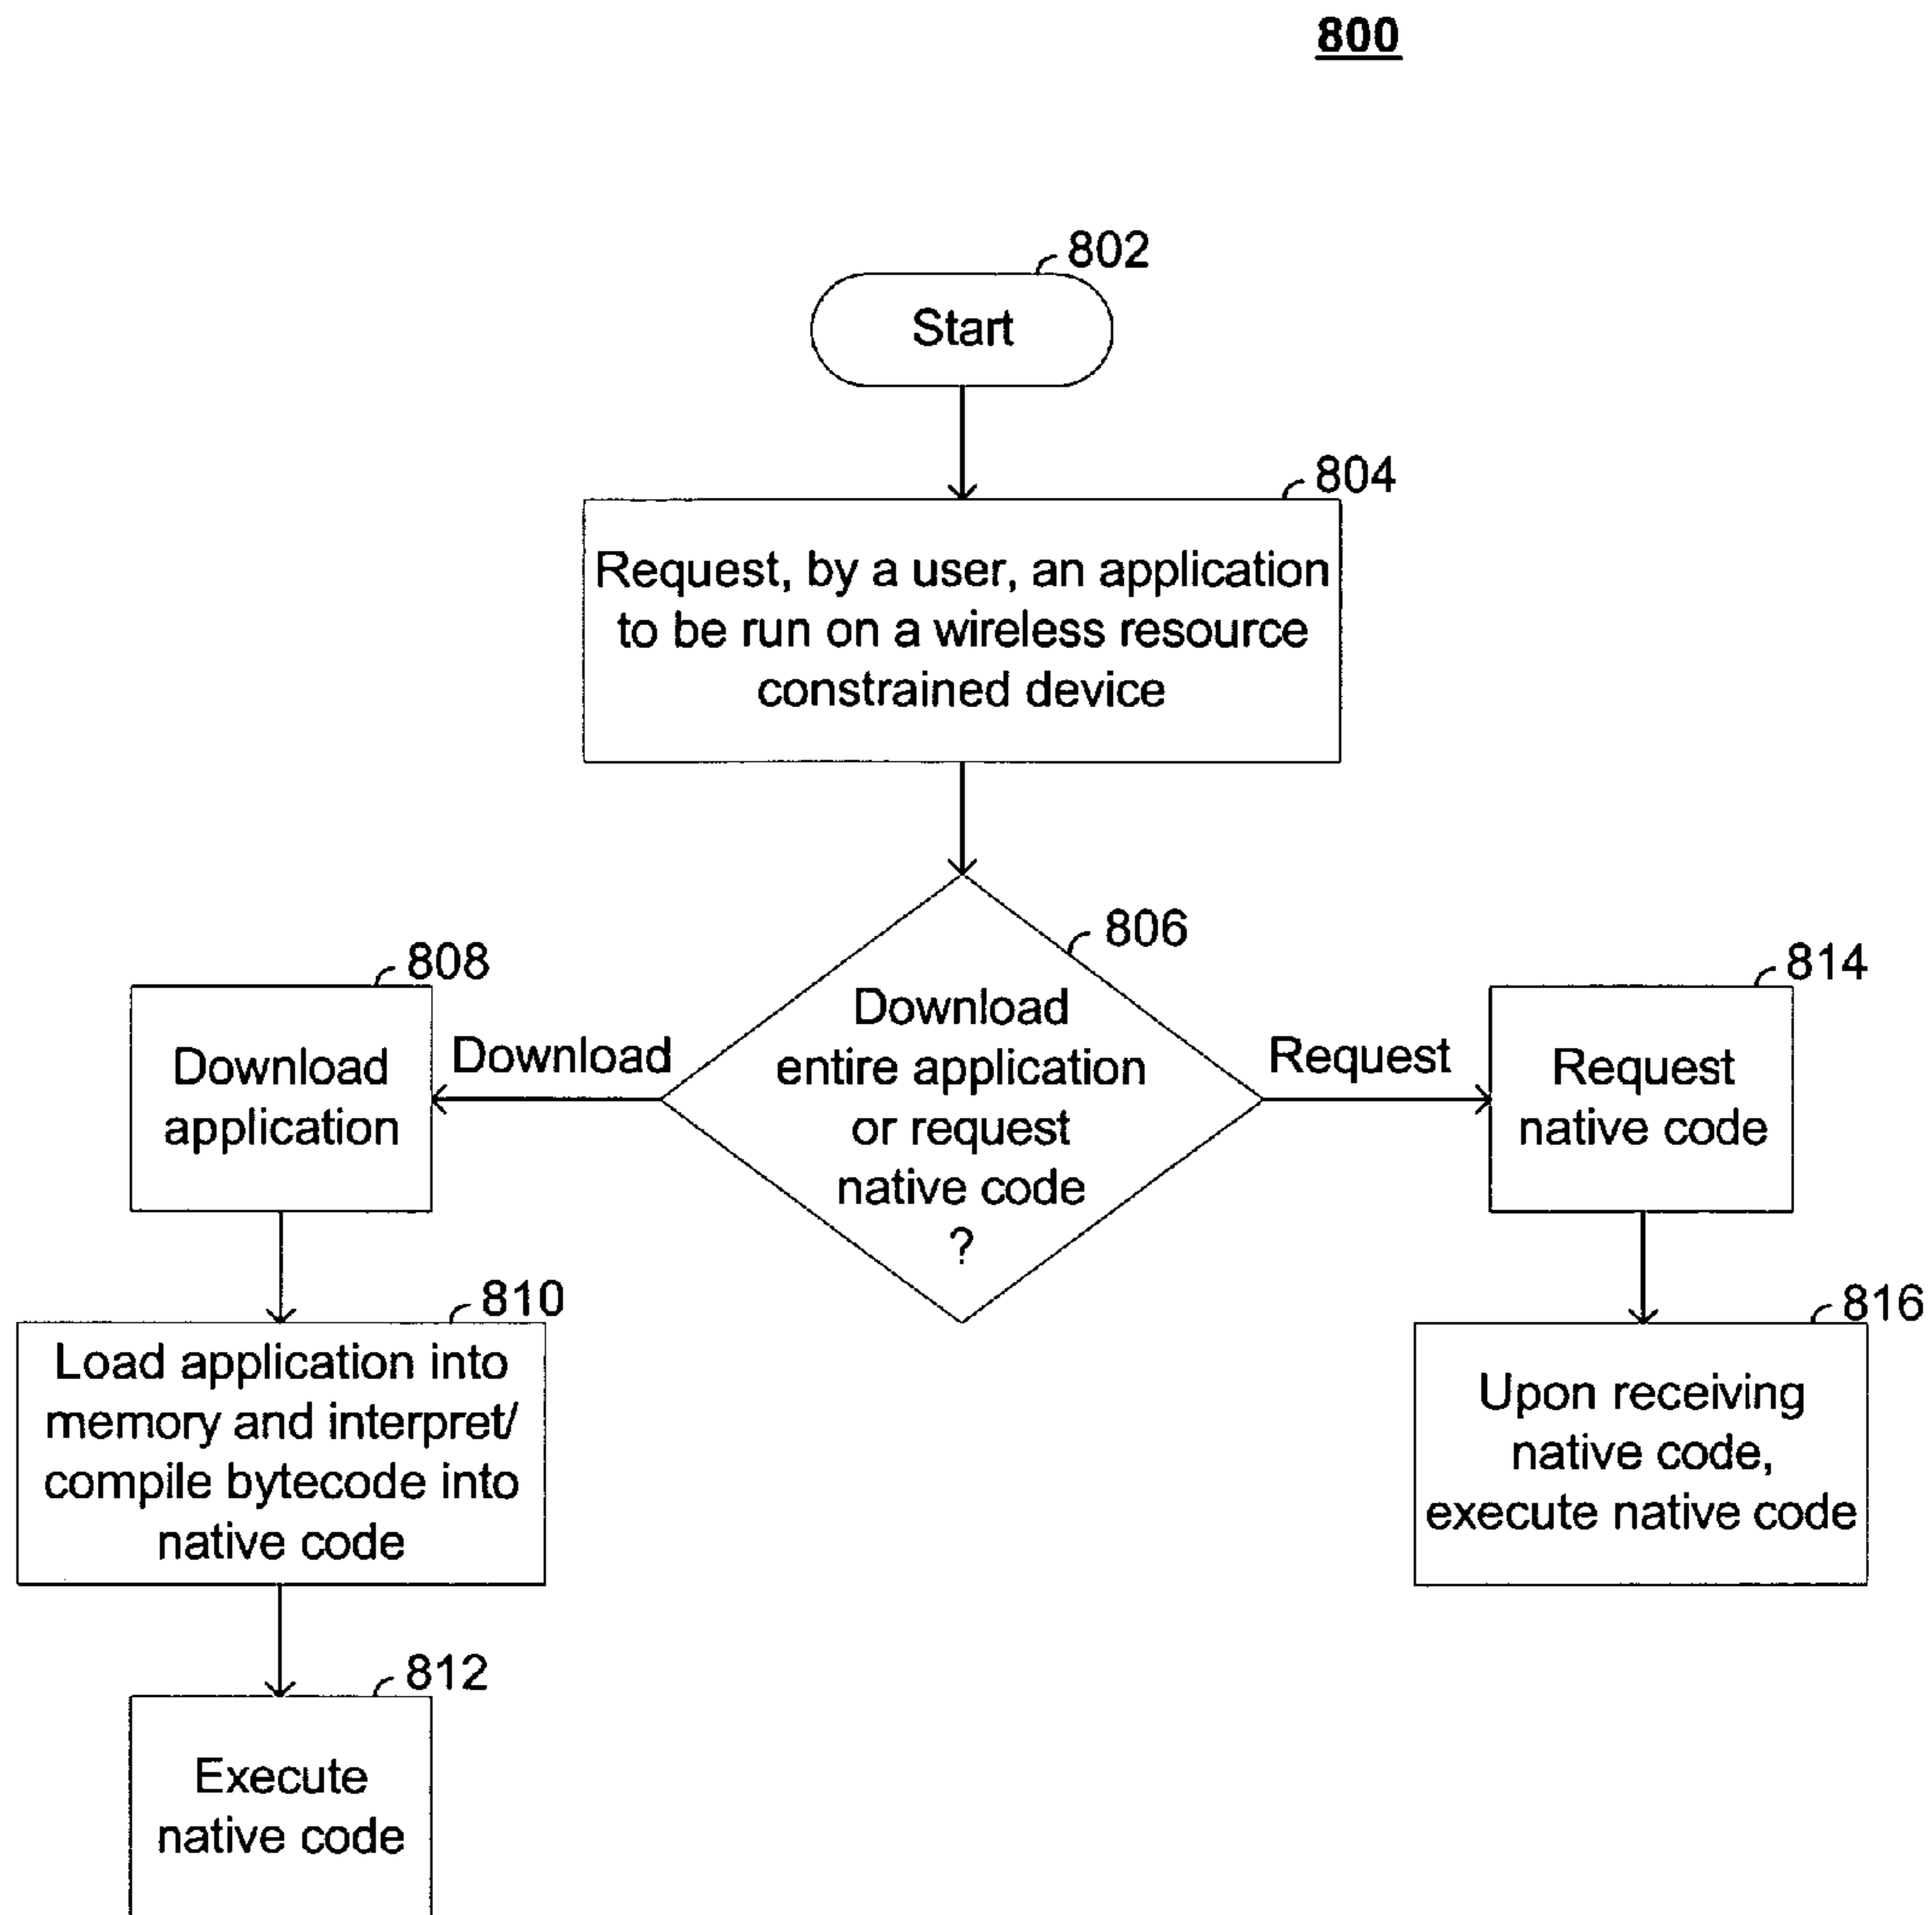 800
802
Start
804
Request, by a user, an application
to be run on a wireless resource
constrained device
806
Download
entire application
or request
native code
?
Download
808
Download
application
810
Load application into
memory and interpret/
compile bytecode into
native code
812
Execute
native code
Request
814
Request
native code
816
Upon receiving
native code,
execute native code